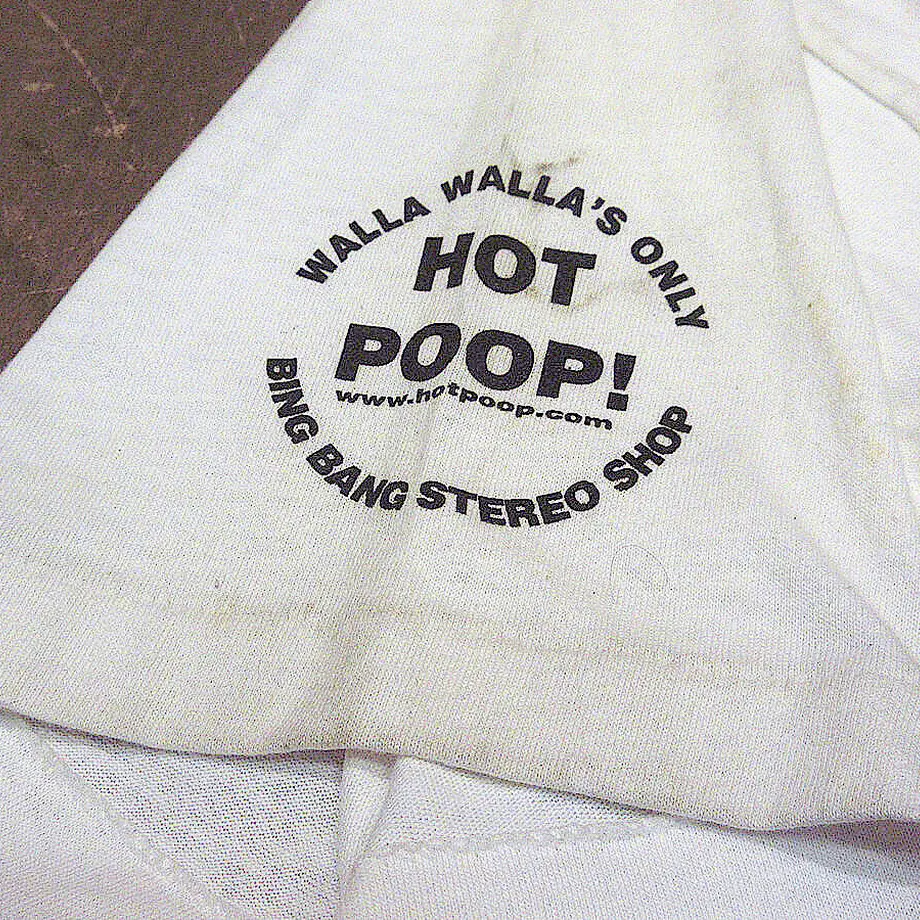 WALLA WALLA'S ONLY
HOT
POOP!
www.hotpoop.com
BING BANG STEREO SHOP